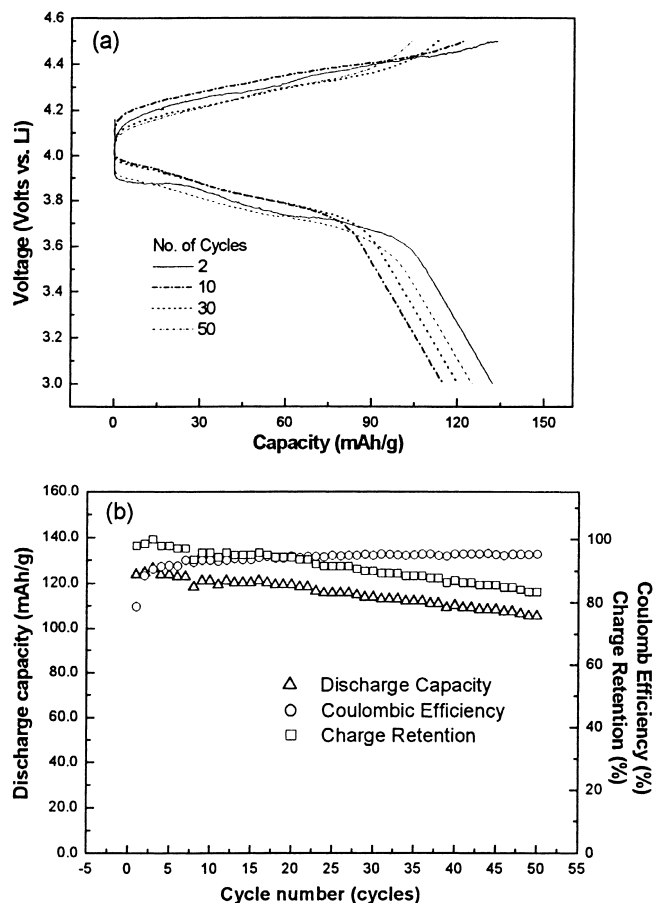 (a)
4.6
4.4
4.2
4.0
3.8
3.6
3.4
3.2
3.0
Voltage (Volts vs. Li)
No. of Cycles
2
10
30
50
0 30 60 90 120 150
Capacity (mAh/g)
(b)
160.0
140.0
120.0
100.0
80.0
60.0
40.0
20.0
0.0
Discharge capacity (mAh/g)
Discharge Capacity
Coulombic Efficiency
Charge Retention
100
80
60
40
20
0
Coulomb Efficiency (%)
Charge Retention (%)
-5 0 5 10 15 20 25 30 35 40 45 50 55
Cycle number (cycles)